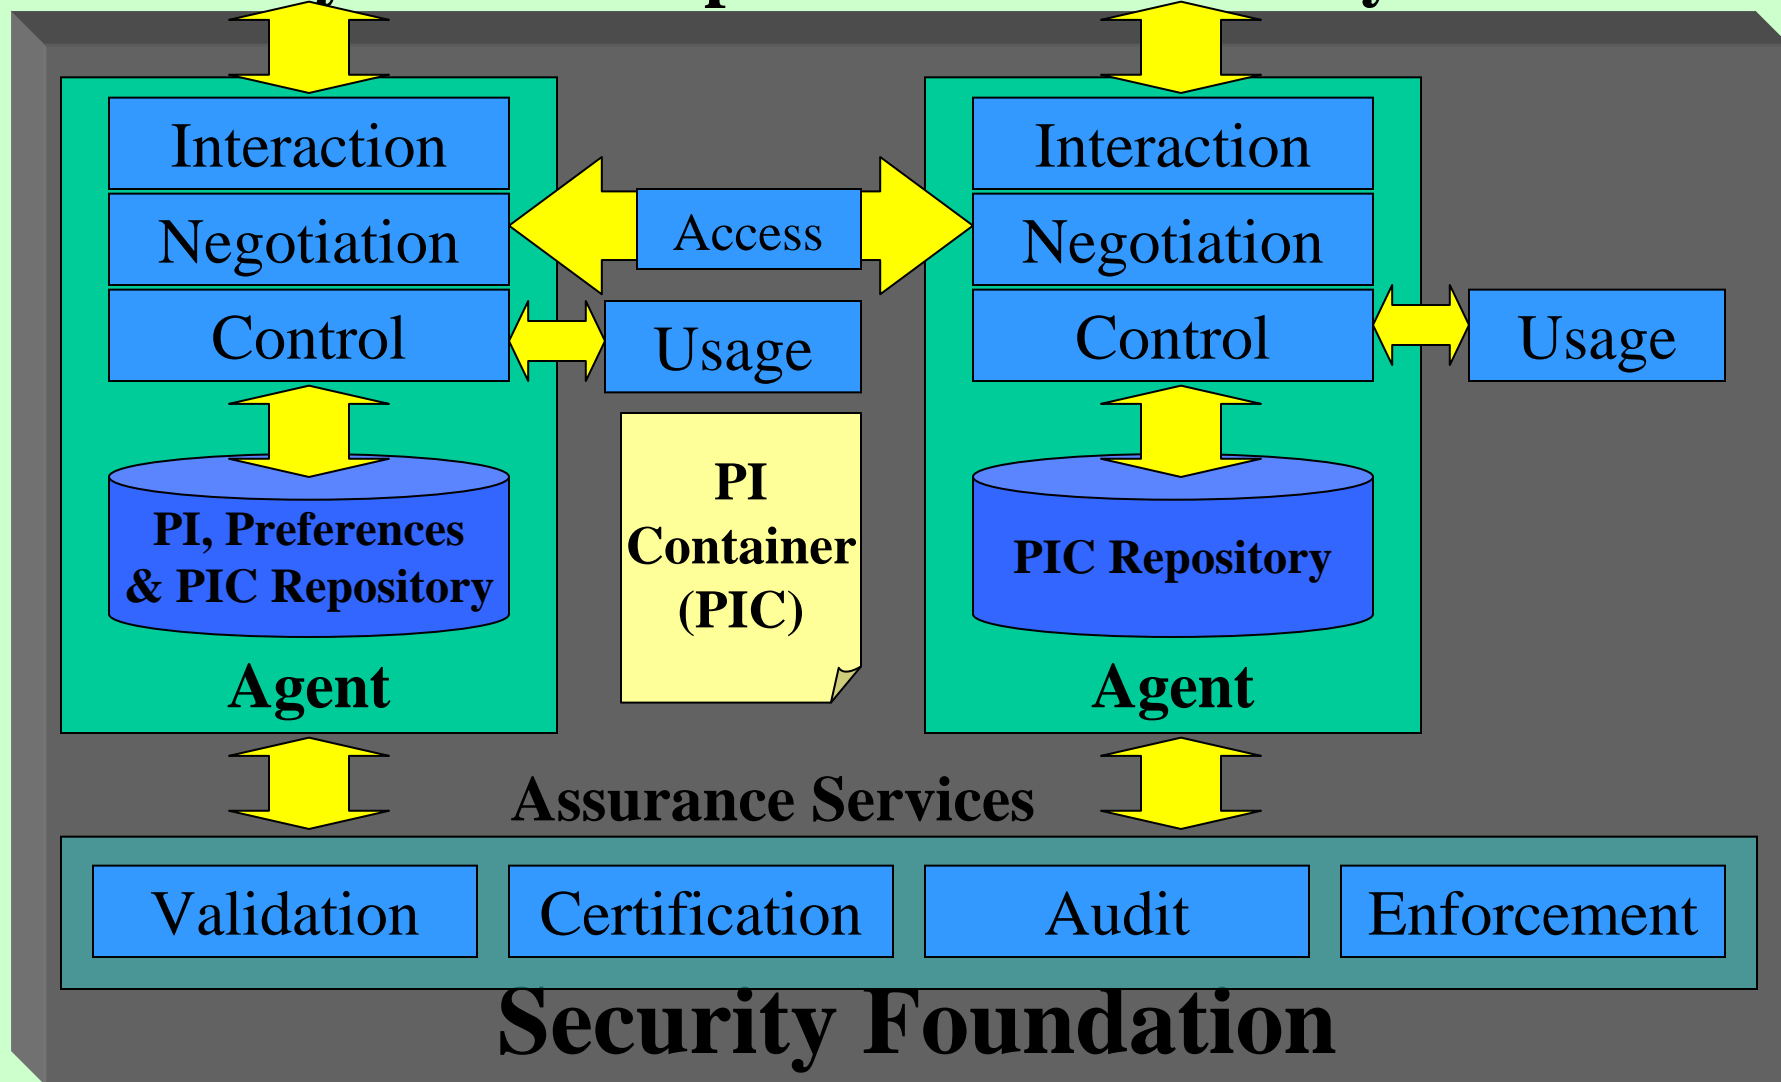 Interaction
Negotiation
Control
PI, Preferences
& PIC Repository
Agent
Access
Usage
PI
Container
(PIC)
Interaction
Negotiation
Control
Usage
PIC Repository
Agent
Assurance Services
Validation
Certification
Audit
Enforcement
Security Foundation